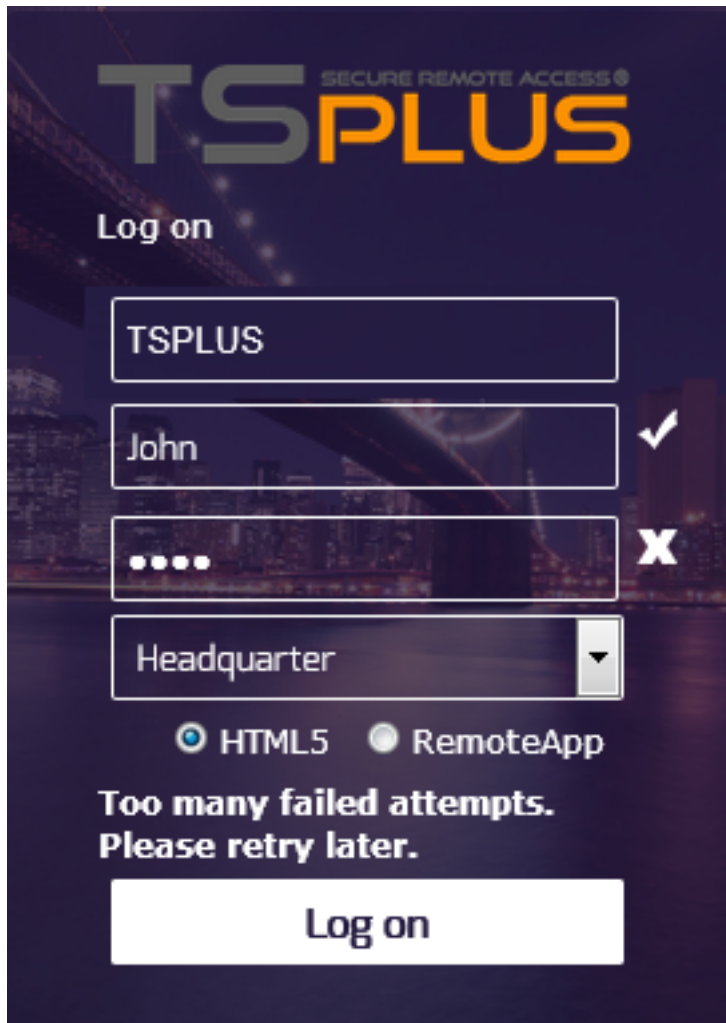 TSPLUS
SECURE REMOTE ACCESS®
Log on
TSPLUS
John
••••
Headquarter
HTML5 RemoteApp
Too many failed attempts.
Please retry later.
Log on